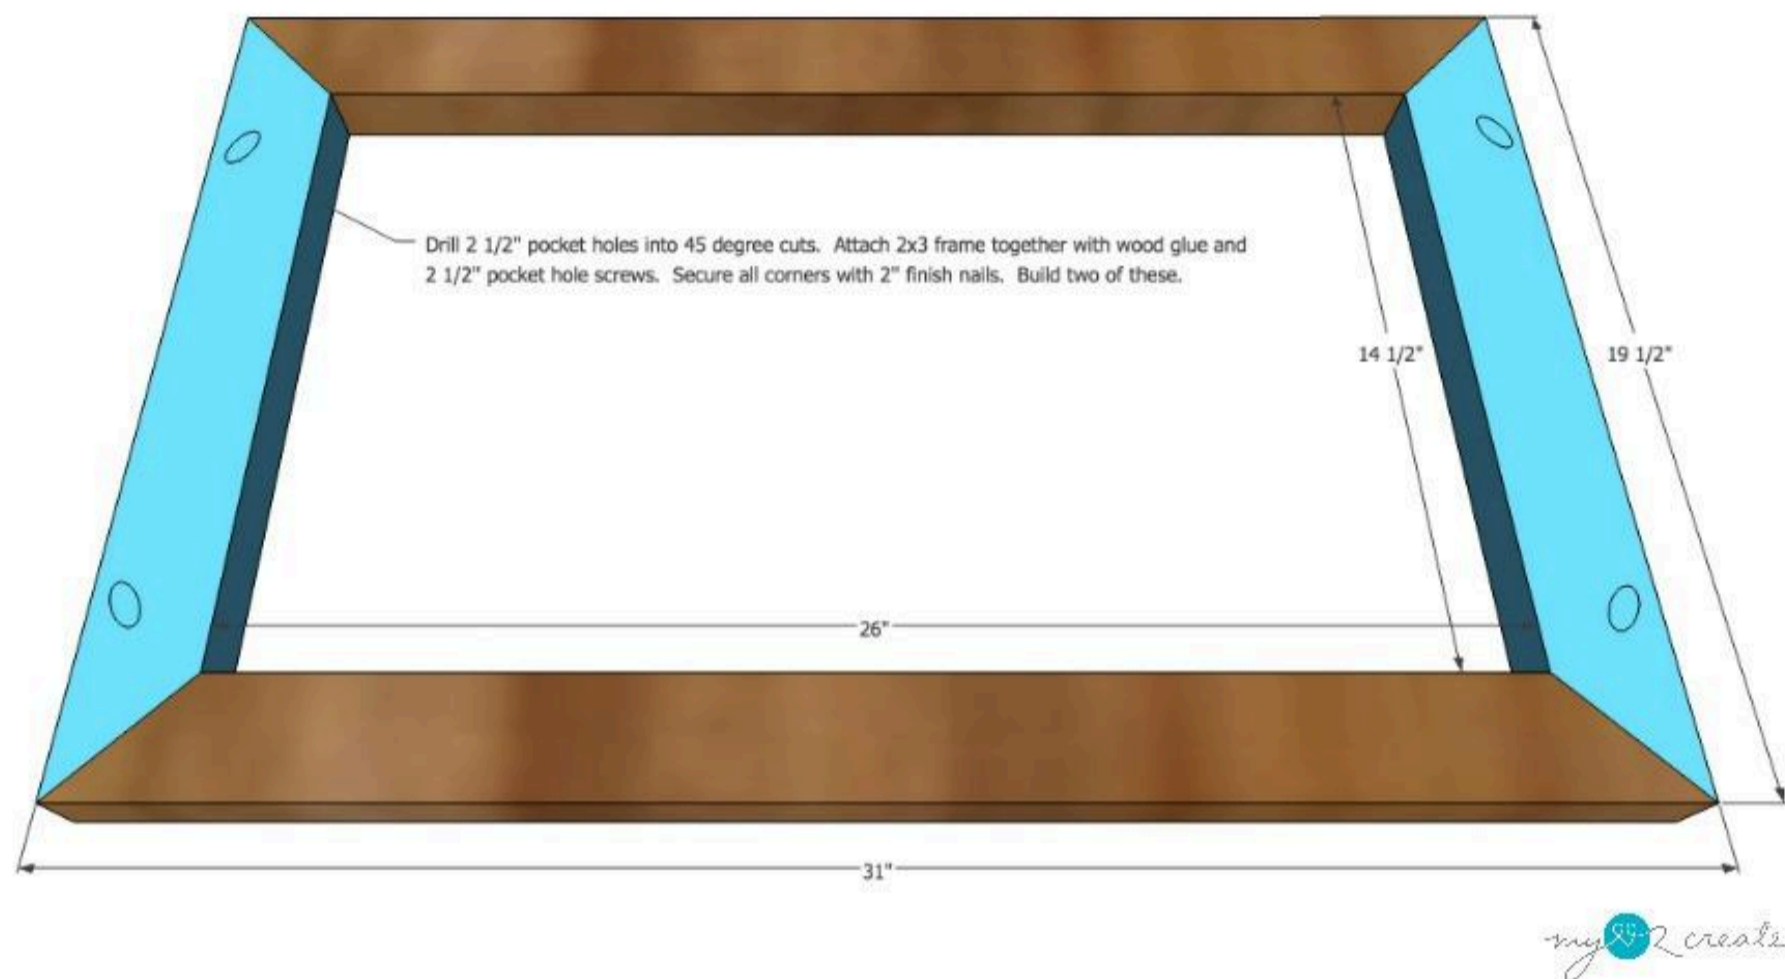 Drill 2 1/2" pocket holes into 45 degree cuts.  Attach 2x3 frame together with wood glue and
2 1/2" pocket hole screws.  Secure all corners with 2" finish nails.  Build two of these.
14 1/2"
19 1/2"
26"
31"
my 2 create